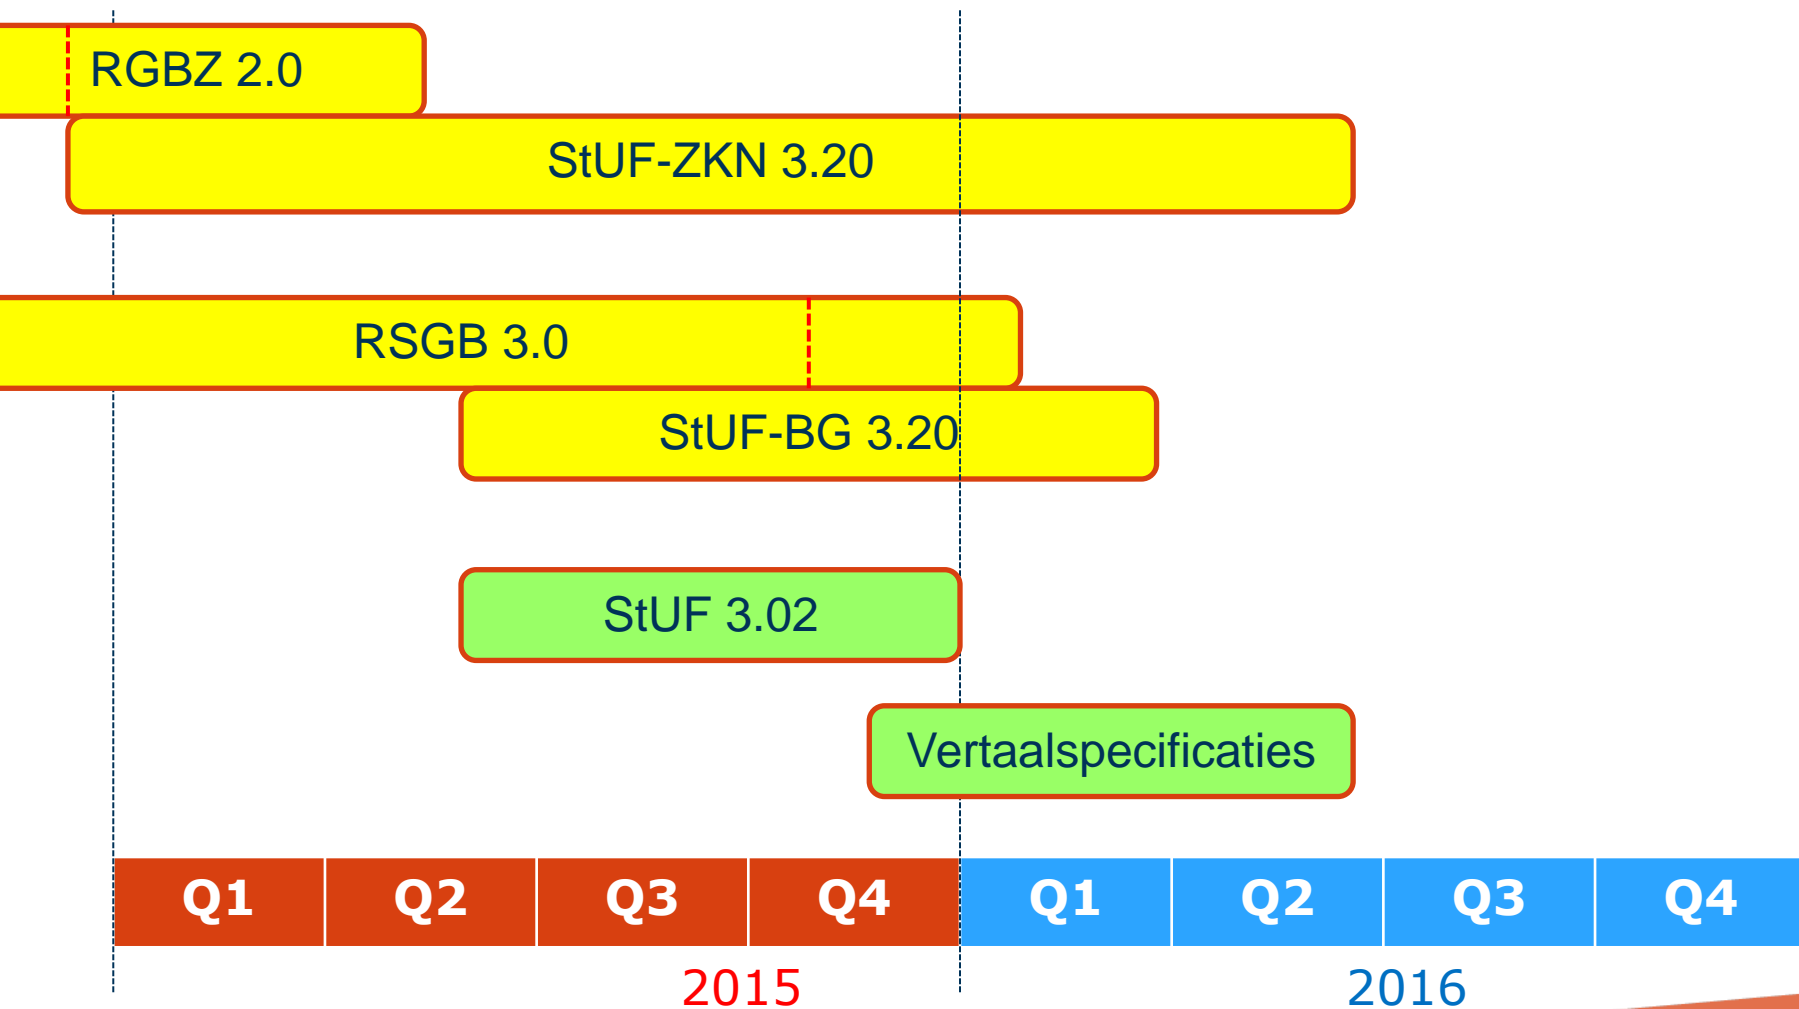 RGBZ 2.0
StUF-ZKN 3.20
RSGB 3.0
StUF-BG 3.20
StUF 3.02
Vertaalspecificaties
Q1 Q2 Q3 Q4 Q1 Q2 Q3 Q4
2015 2016